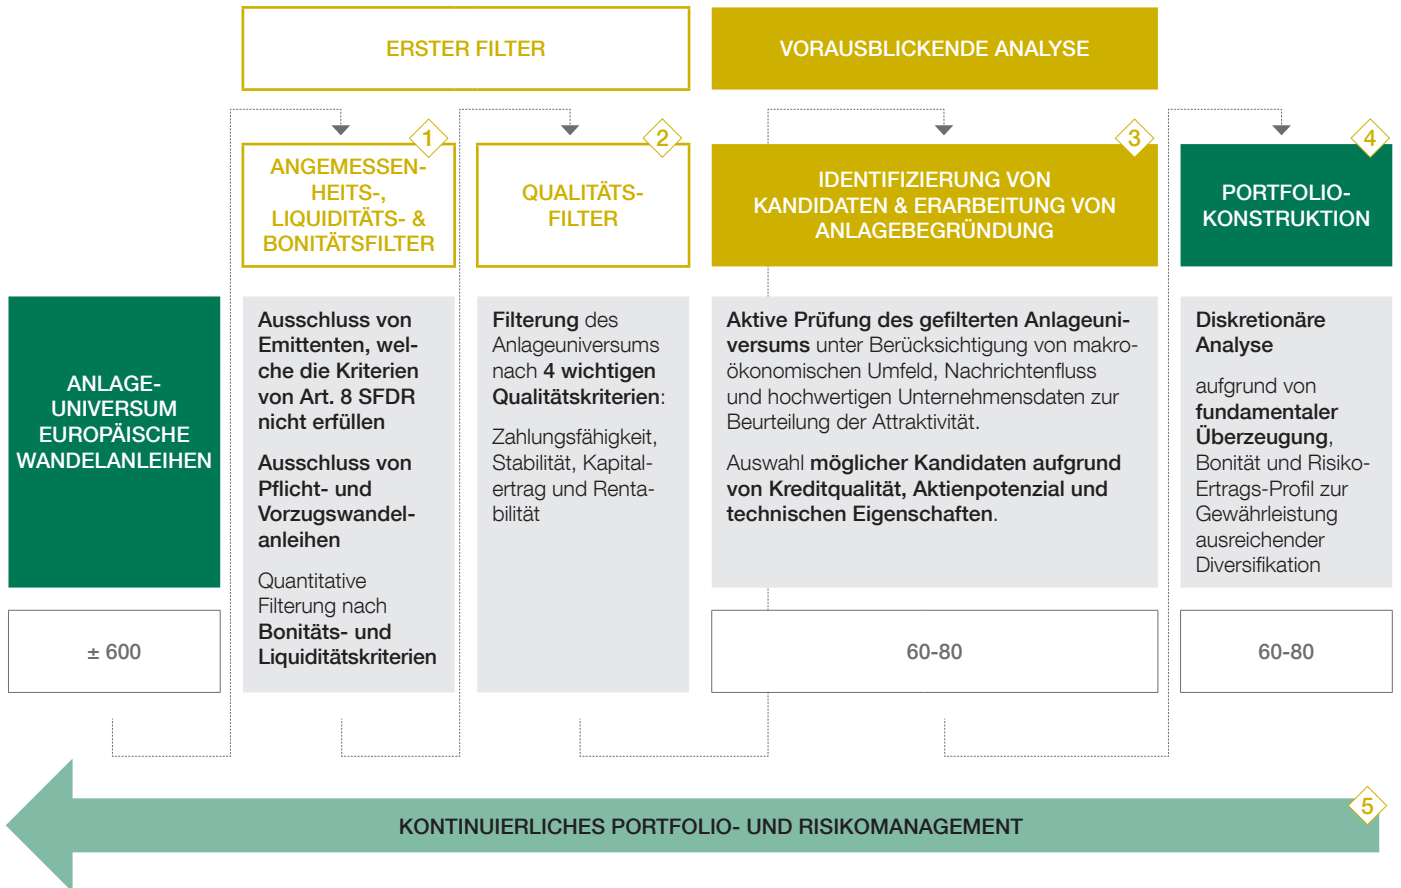 ERSTER FILTER
VORAUSBLICKENDE ANALYSE
1
ANGEMESSEN-
HEITS-,
LIQUIDITÄTS- &
BONITÄTSFILTER
2
QUALITÄTS-
FILTER
3
IDENTIFIZIERUNG VON
KANDIDATEN & ERARBEITUNG VON
ANLAGEBEGRÜNDUNG
4
PORTFOLIO-
KONSTRUKTION
ANLAGE-
UNIVERSUM
EUROPÄISCHE
WANDELANLEIHEN
Ausschluss von
Emittenten, wel-
che die Kriterien
von Art. 8 SFDR
nicht erfüllen
Ausschluss von
Pflicht- und
Vorzugswandel-
anleihen
Quantitative
Filterung nach
Bonitäts- und
Liquiditätskriterien
Filterung des
Anlageuniversums
nach 4 wichtigen
Qualitätskriterien:
Zahlungsfähigkeit,
Stabilität, Kapital-
ertrag und Renta-
bilität
Aktive Prüfung des gefilterten Anlageuni-
versums unter Berücksichtigung von makro-
ökonomischen Umfeld, Nachrichtenfluss
und hochwertigen Unternehmensdaten zur
Beurteilung der Attraktivität.
Auswahl möglicher Kandidaten aufgrund
von Kreditqualität, Aktienpotenzial und
technischen Eigenschaften.
Diskretionäre
Analyse
aufgrund von
fundamentaler
Überzeugung,
Bonität und Risiko-
Ertrags-Profil zur
Gewährleistung
ausreichender
Diversifikation
± 600
60-80
60-80
5
KONTINUIERLICHES PORTFOLIO- UND RISIKOMANAGEMENT